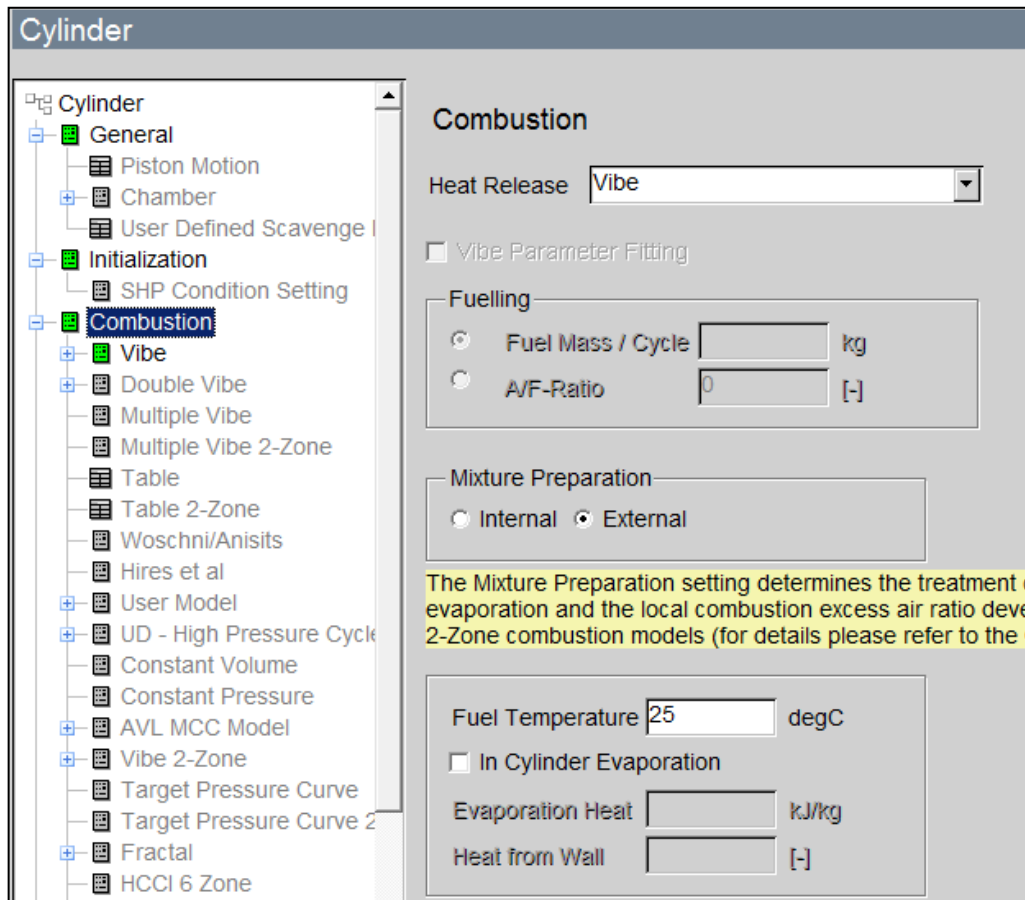 Cylinder
Cylinder
General
Piston Motion
Chamber
User Defined Scavenge
Initialization
SHP Condition Setting
Combustion
Vibe
Double Vibe
Multiple Vibe
Multiple Vibe 2-Zone
Table
Table 2-Zone
Woschni/Anisits
Hires et al
User Model
UD - High Pressure Cycle
Constant Volume
Constant Pressure
AVL MCC Model
Vibe 2-Zone
Target Pressure Curve
Target Pressure Curve 2
Fractal
HCCI 6 Zone
Combustion
Heat Release Vibe
Vibe Parameter Fitting
Fuelling
Fuel Mass / Cycle kg
A/F-Ratio 0 [-]
Mixture Preparation
Internal External
The Mixture Preparation setting determines the treatment
evaporation and the local combustion excess air ratio
2-Zone combustion models (for details please refer to the
Fuel Temperature 25 degC
In Cylinder Evaporation
Evaporation Heat kJ/kg
Heat from Wall [-]